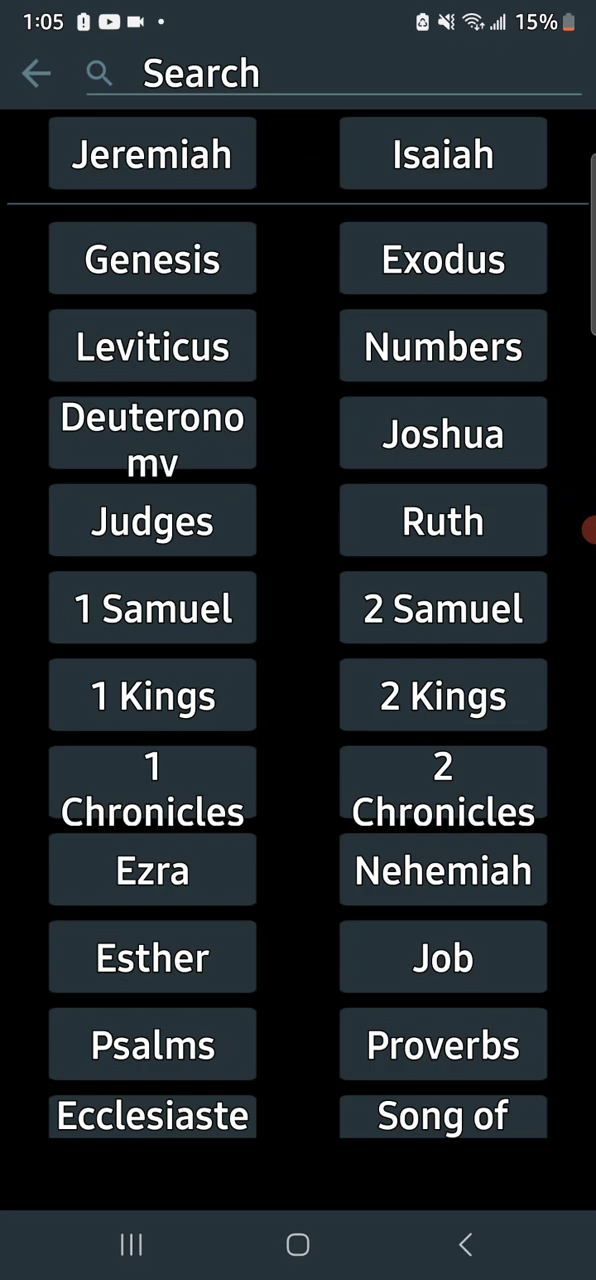 1:05 15%
Search
Jeremiah Isaiah
Genesis Exodus
Leviticus Numbers
Deuterono
my Joshua
Judges Ruth
1 Samuel 2 Samuel
1 Kings 2 Kings
1 2
Chronicles Chronicles
Ezra Nehemiah
Esther Job
Psalms Proverbs
Ecclesiaste Song of